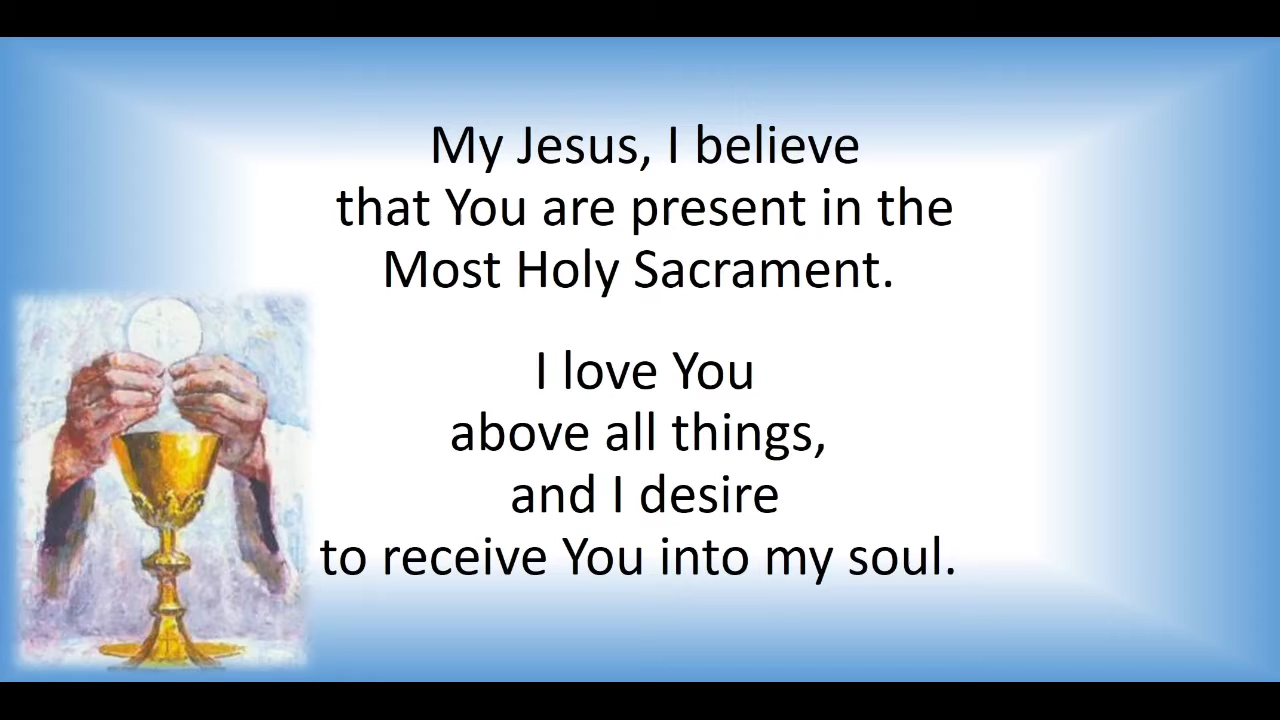 My Jesus, I believe
that You are present in the
Most Holy Sacrament.
I love You
above all things,
and I desire
to receive You into my soul.